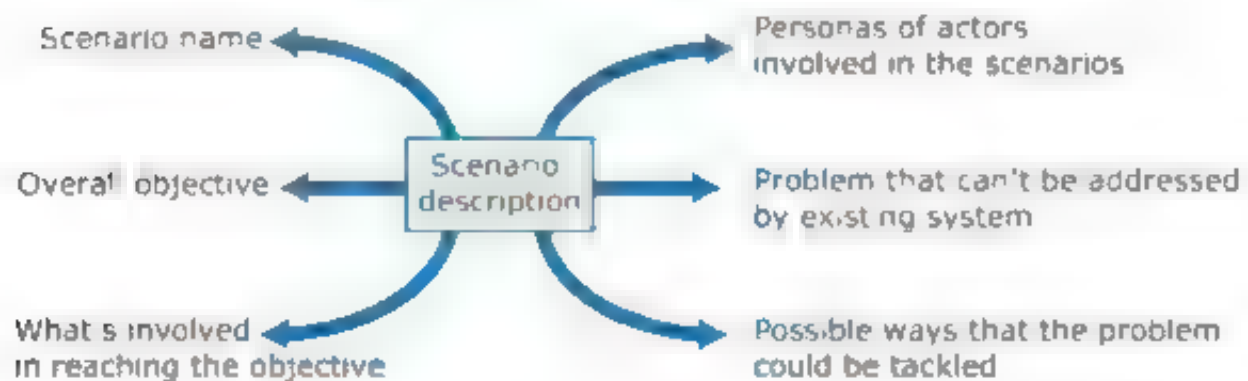 Scenario name
Personas of actors
involved in the scenarios
Scenario
description
Overall objective
Problem that can't be addressed
by existing system
What's involved
in reaching the objective
Possible ways that the problem
could be tackled